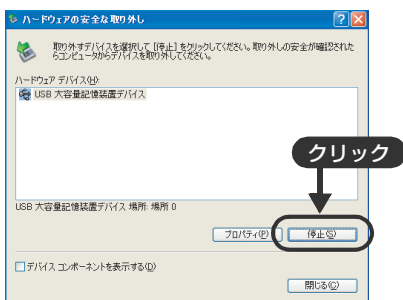 ハードウェアの安全な取り外し
取り外すデバイスを選択して [停止] をクリックしてください。取り外しの安全が確認された
らコンピュータからデバイスを取り外してください。
ハードウェア デバイス(H):
USB 大容量記憶装置デバイス
クリック
USB 大容量記憶装置デバイス 場所: 場所 0
プロパティ(P)
停止(S)
デバイス コンポーネントを表示する(D)
閉じる(C)